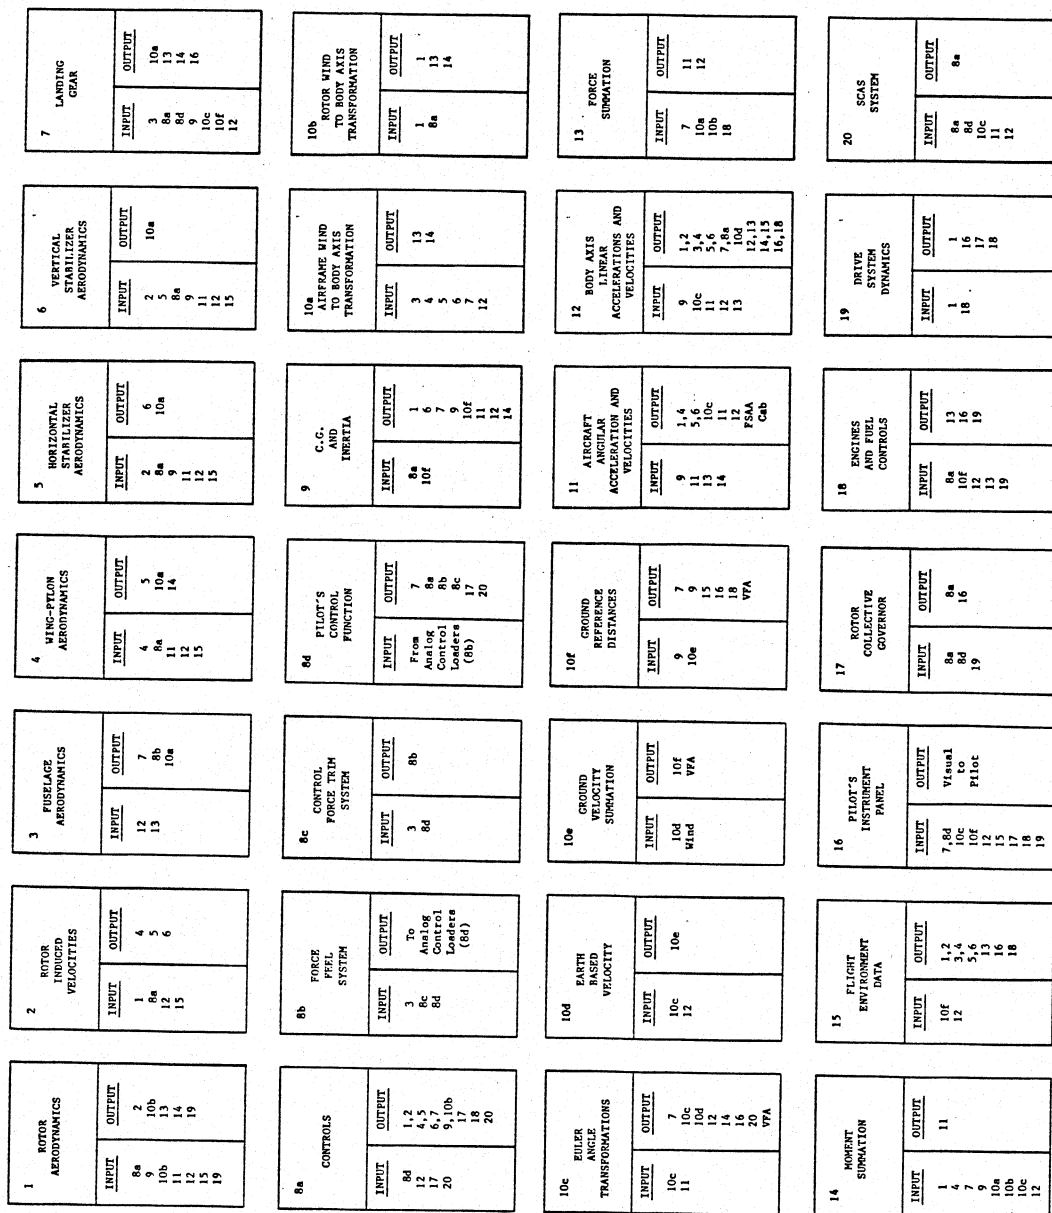 1
ROTOR
AERODYNAMICS
INPUT OUTPUT
8a 2
9 10b
10b 13
11 14
12 19
15
19
2
ROTOR
INDUCED
VELOCITIES
INPUT OUTPUT
1 4
8a 5
12 6
15
3
FUSELAGE
AERODYNAMICS
INPUT OUTPUT
12 7
13 8b
10a
4
WING-PYLON
AERODYNAMICS
INPUT OUTPUT
4 5
8a 10a
11 14
12
15
5
HORIZONTAL
STABILIZER
AERODYNAMICS
INPUT OUTPUT
2 6
8a 10a
9
11
12
15
6
VERTICAL
STABILIZER
AERODYNAMICS
INPUT OUTPUT
2 10a
5
8a
9
11
12
15
7
LANDING
GEAR
INPUT OUTPUT
3 10a
8a 13
8d 14
9 16
10c
10f
12
8a
CONTROLS
INPUT OUTPUT
8d 1,2
12 4,5
17 6,7
20 9,10b
17
18
20
8b
FORCE
FEEL
SYSTEM
INPUT OUTPUT
3 To
8c Analog
8d Control
Loaders
(8d)
8c
CONTROL
FORCE TRIM
SYSTEM
INPUT OUTPUT
3 8b
8d
8d
PILOT'S
CONTROL
FUNCTION
INPUT OUTPUT
From 7
Analog 8a
Control 8b
Loaders 8c
(8b) 17
20
9
C.G.
AND
INERTIA
INPUT OUTPUT
8a 1
10f 6
7
9
10f
11
12
14
10a
AIRFRAME WIND
TO BODY AXIS
TRANSFORMATION
INPUT OUTPUT
3 13
4 14
5
6
7
12
10b
ROTOR WIND
TO BODY AXIS
TRANSFORMATION
INPUT OUTPUT
1 1
8a 13
14
10c
EULER
ANGLE
TRANSFORMATIONS
INPUT OUTPUT
10c 7
11 10c
10d
12
14
16
20
VFA
10d
EARTH
BASED
VELOCITY
INPUT OUTPUT
10c 10e
12
10e
GROUND
VELOCITY
SUMMATION
INPUT OUTPUT
10d 10f
Wind VFA
10f
GROUND
REFERENCE
DISTANCES
INPUT OUTPUT
9 7
10e 9
15
16
18
VFA
11
AIRCRAFT
ANGULAR
ACCELERATION AND
VELOCITIES
INPUT OUTPUT
9 1,4
11 5,6
13 10c
14 11
12
FSAA
Cab
12
BODY AXIS
LINEAR
ACCELERATIONS AND
VELOCITIES
INPUT OUTPUT
9 1,2
10c 3,4
11 5,6
12 7,8a
13 10d
12,13
14,15
16,18
13
FORCE
SUMMATION
INPUT OUTPUT
7 11
10a 12
10b
18
14
MOMENT
SUMMATION
INPUT OUTPUT
1 11
4
7
9
10a
10b
10c
12
15
FLIGHT
ENVIRONMENT
DATA
INPUT OUTPUT
10f 1,2
12 3,4
5,6
13
16
18
16
PILOT'S
INSTRUMENT
PANEL
INPUT OUTPUT
7,8d Visual
10c to
10f Pilot
12
15
17
18
19
17
ROTOR
COLLECTIVE
GOVERNOR
INPUT OUTPUT
8a 8a
8d 16
19
18
ENGINES
AND FUEL
CONTROLS
INPUT OUTPUT
8a 13
10f 16
12 19
13
19
19
DRIVE
SYSTEM
DYNAMICS
INPUT OUTPUT
1 1
18 16
17
18
20
SCAS
SYSTEM
INPUT OUTPUT
8a 8a
8d
10c
11
12